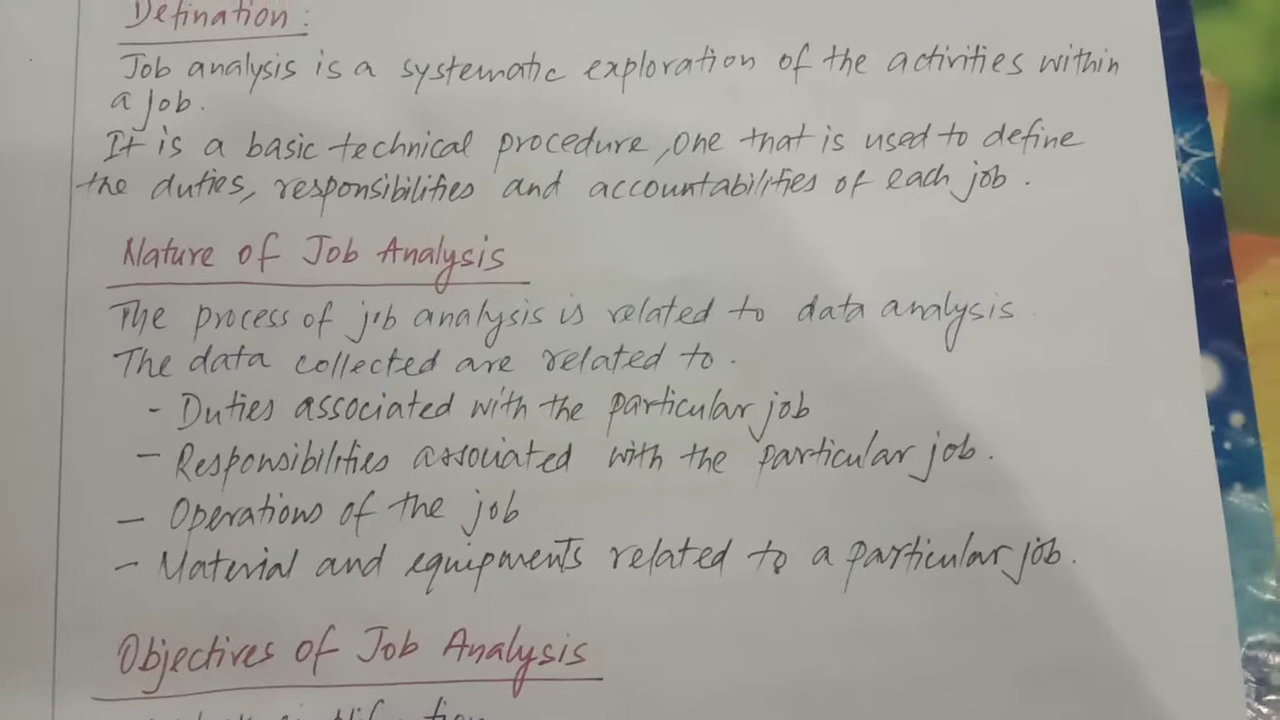 Defination :
Job analysis is a systematic exploration of the activities within
a job.
It is a basic technical procedure, one that is used to define
the duties, responsibilities and accountabilities of each job.
Nature of Job Analysis
The process of job analysis is related to data analysis
The data collected are related to.
- Duties associated with the particular job
- Responsibilities associated with the particular job.
- Operations of the job
- Material and equipments related to a particular job.
Objectives of Job Analysis